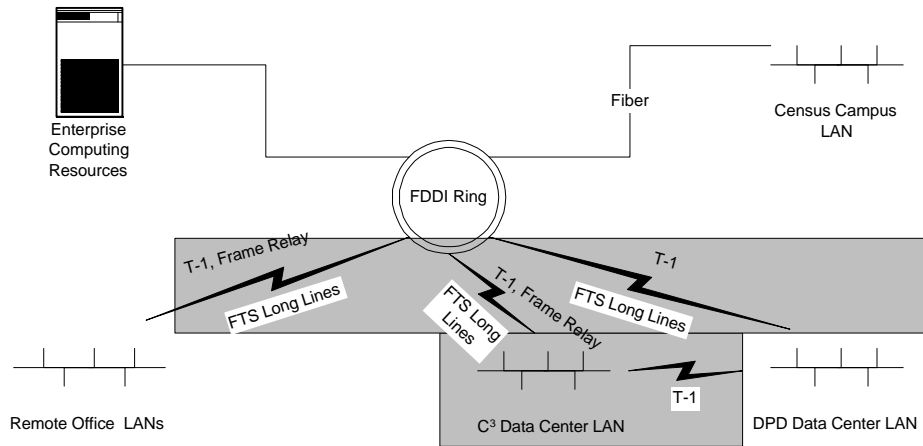 Enterprise
Computing
Resources
Fiber
Census Campus
LAN
FDDI Ring
T-1, Frame Relay
FTS Long Lines
T-1, Frame Relay
FTS Long
Lines
T-1
FTS Long Lines
T-1
Remote Office LANs
C³ Data Center LAN
DPD Data Center LAN